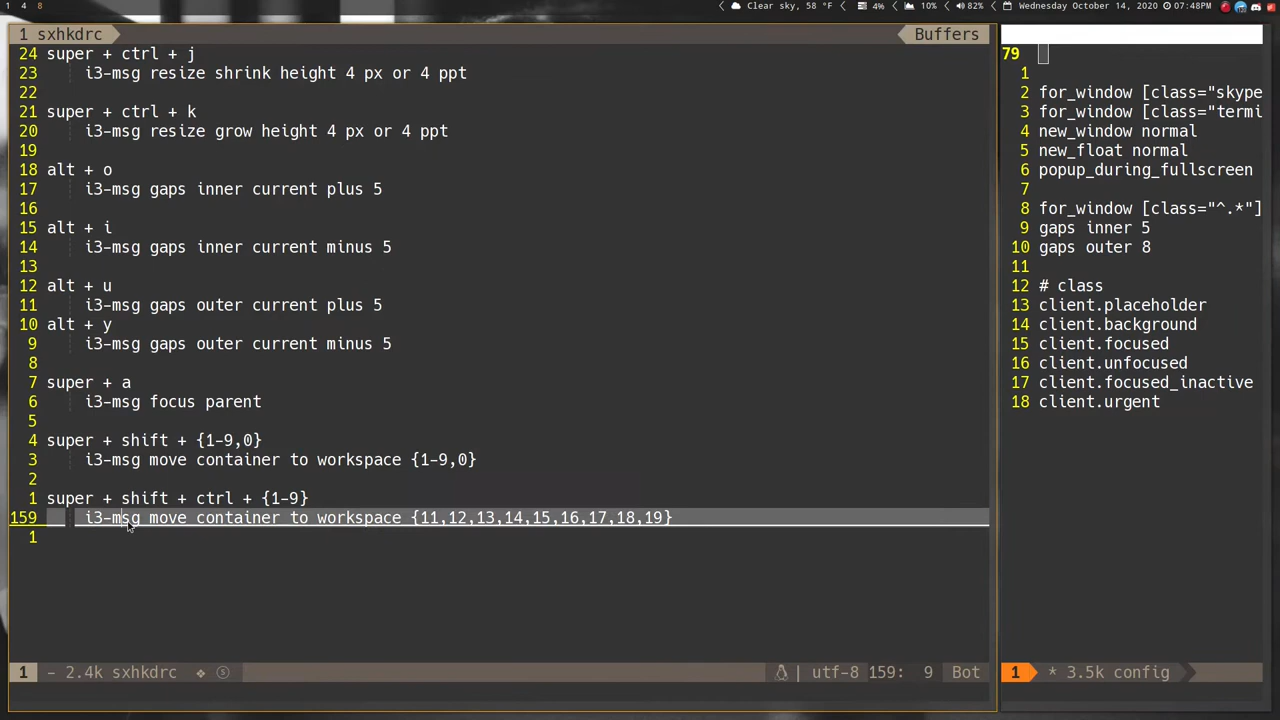 1 4 8
Clear sky, 58 °F 4% 10% 82% Wednesday October 14, 2020 07:48PM
1 sxhkdrc
Buffers
24 super + ctrl + j
23 i3-msg resize shrink height 4 px or 4 ppt
22
21 super + ctrl + k
20 i3-msg resize grow height 4 px or 4 ppt
19
18 alt + o
17 i3-msg gaps inner current plus 5
16
15 alt + i
14 i3-msg gaps inner current minus 5
13
12 alt + u
11 i3-msg gaps outer current plus 5
10 alt + y
9 i3-msg gaps outer current minus 5
8
7 super + a
6 i3-msg focus parent
5
4 super + shift + {1-9,0}
3 i3-msg move container to workspace {1-9,0}
2
1 super + shift + ctrl + {1-9}
159 i3-msg move container to workspace {11,12,13,14,15,16,17,18,19}
1
1 - 2.4k sxhkdrc
utf-8 159: 9 Bot
79
1
2 for_window [class="skype
3 for_window [class="termi
4 new_window normal
5 new_float normal
6 popup_during_fullscreen
7
8 for_window [class="^.*"]
9 gaps inner 5
10 gaps outer 8
11
12 # class
13 client.placeholder
14 client.background
15 client.focused
16 client.unfocused
17 client.focused_inactive
18 client.urgent
1 * 3.5k config